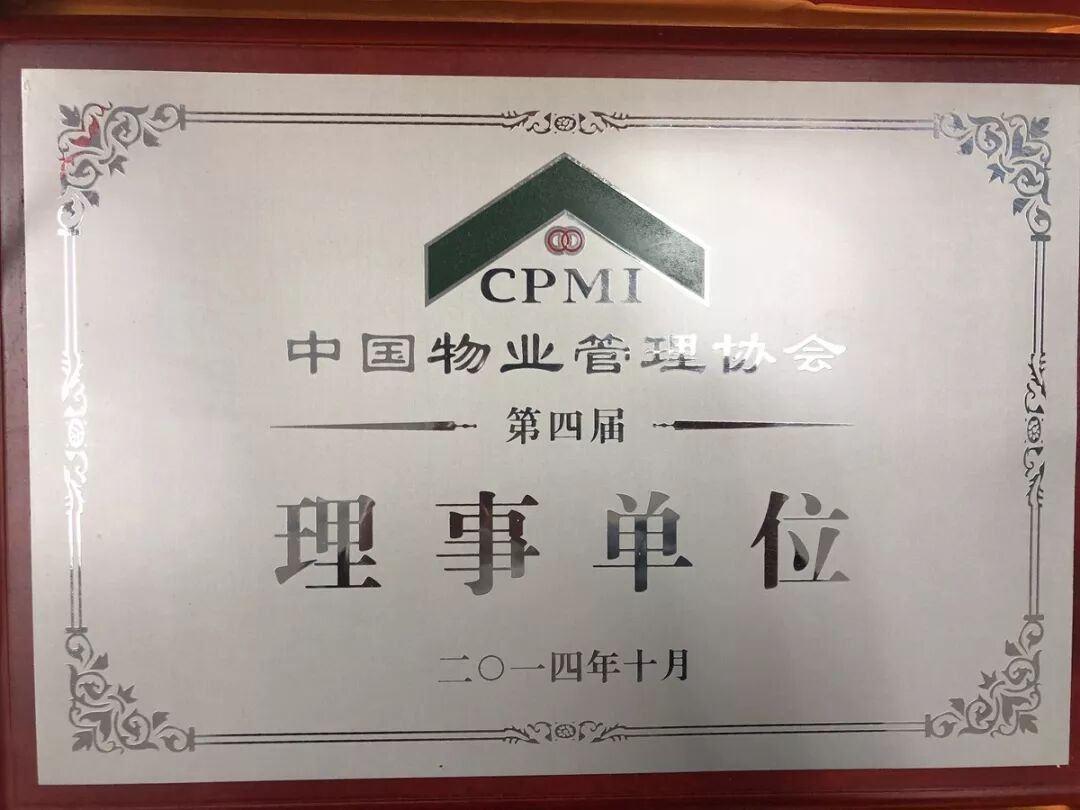 CPMI
中国物业管理协会
第四届
理事单位
二〇一四年十月